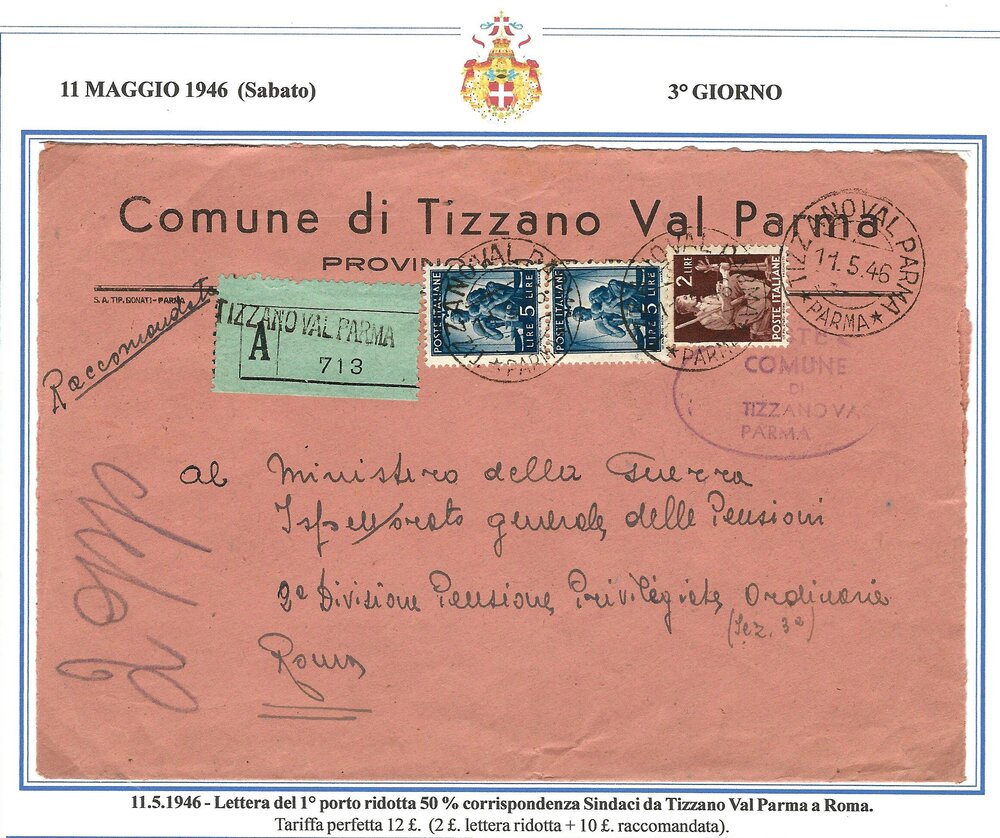 11 MAGGIO 1946 (Sabato)
3° GIORNO
Comune di Tizzano Val Parma
PROVIN
S. A. TIP. DONATI - PARMA
Raccomandata
TIZZANO VAL PARMA
A
713
POSTE ITALIANE
LIRE 5
POSTE ITALIANE
LIRE 5
2 LIRE
POSTE ITALIANE
TIZZANO VAL PARMA
11.5.46
★ PARMA ★
COMUNE
DI
TIZZANO VA
PARMA
al Ministero della Guerra
Ispettorato generale delle Pensioni
2a Divisione Pensione Privilegiate Ordinarie
(Sez. 3a)
Roma
11.5.1946 - Lettera del 1° porto ridotta 50 % corrispondenza Sindaci da Tizzano Val Parma a Roma.
Tariffa perfetta 12 £. (2 £. lettera ridotta + 10 £. raccomandata).